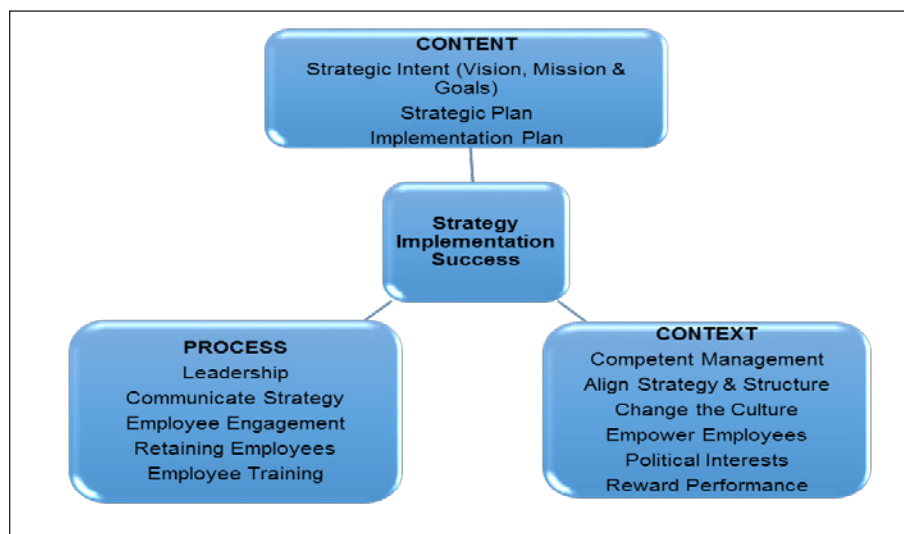 CONTENT
Strategic Intent (Vision, Mission &
Goals)
Strategic Plan
Implementation Plan
Strategy
Implementation
Success
PROCESS
Leadership
Communicate Strategy
Employee Engagement
Retaining Employees
Employee Training
CONTEXT
Competent Management
Align Strategy & Structure
Change the Culture
Empower Employees
Political Interests
Reward Performance